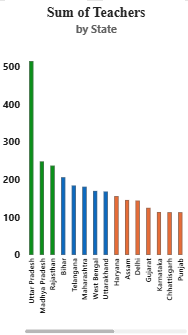 Sum of Teachers
by State
500
400
300
200
100
0
Uttar Pradesh
Madhya Pradesh
Rajasthan
Bihar
Telangana
Maharashtra
West Bengal
Uttarakhand
Haryana
Assam
Delhi
Gujarat
Karnataka
Chhattisgarh
Punjab